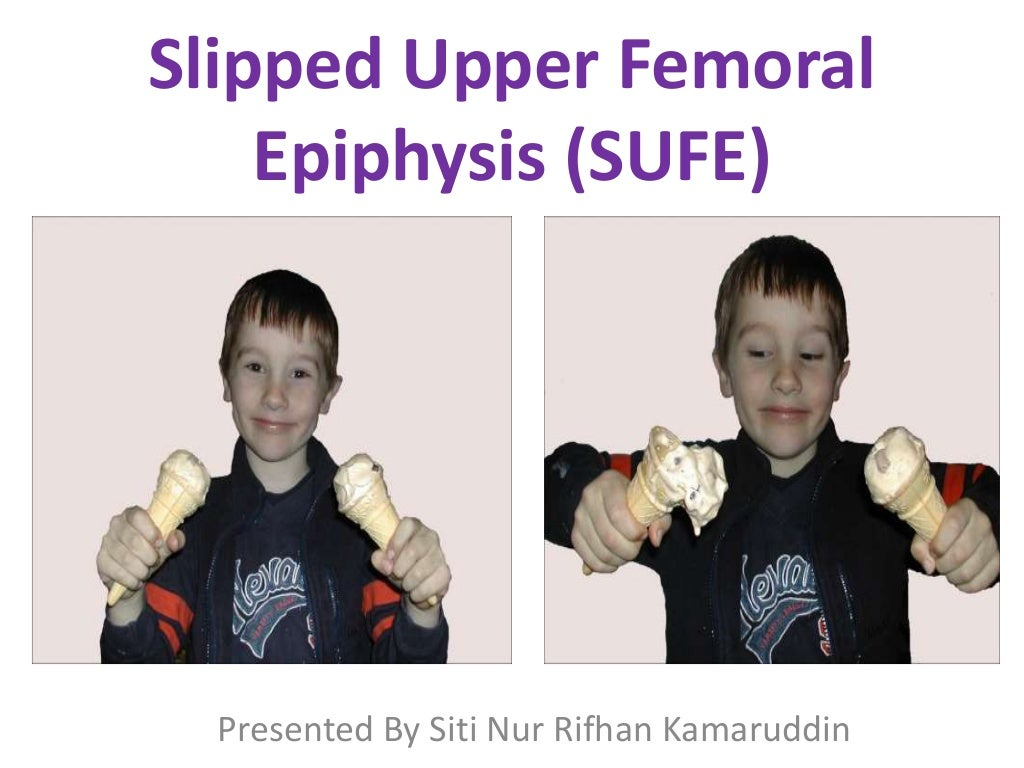 Slipped Upper Femoral
Epiphysis (SUFE)
Presented By Siti Nur Rifhan Kamaruddin